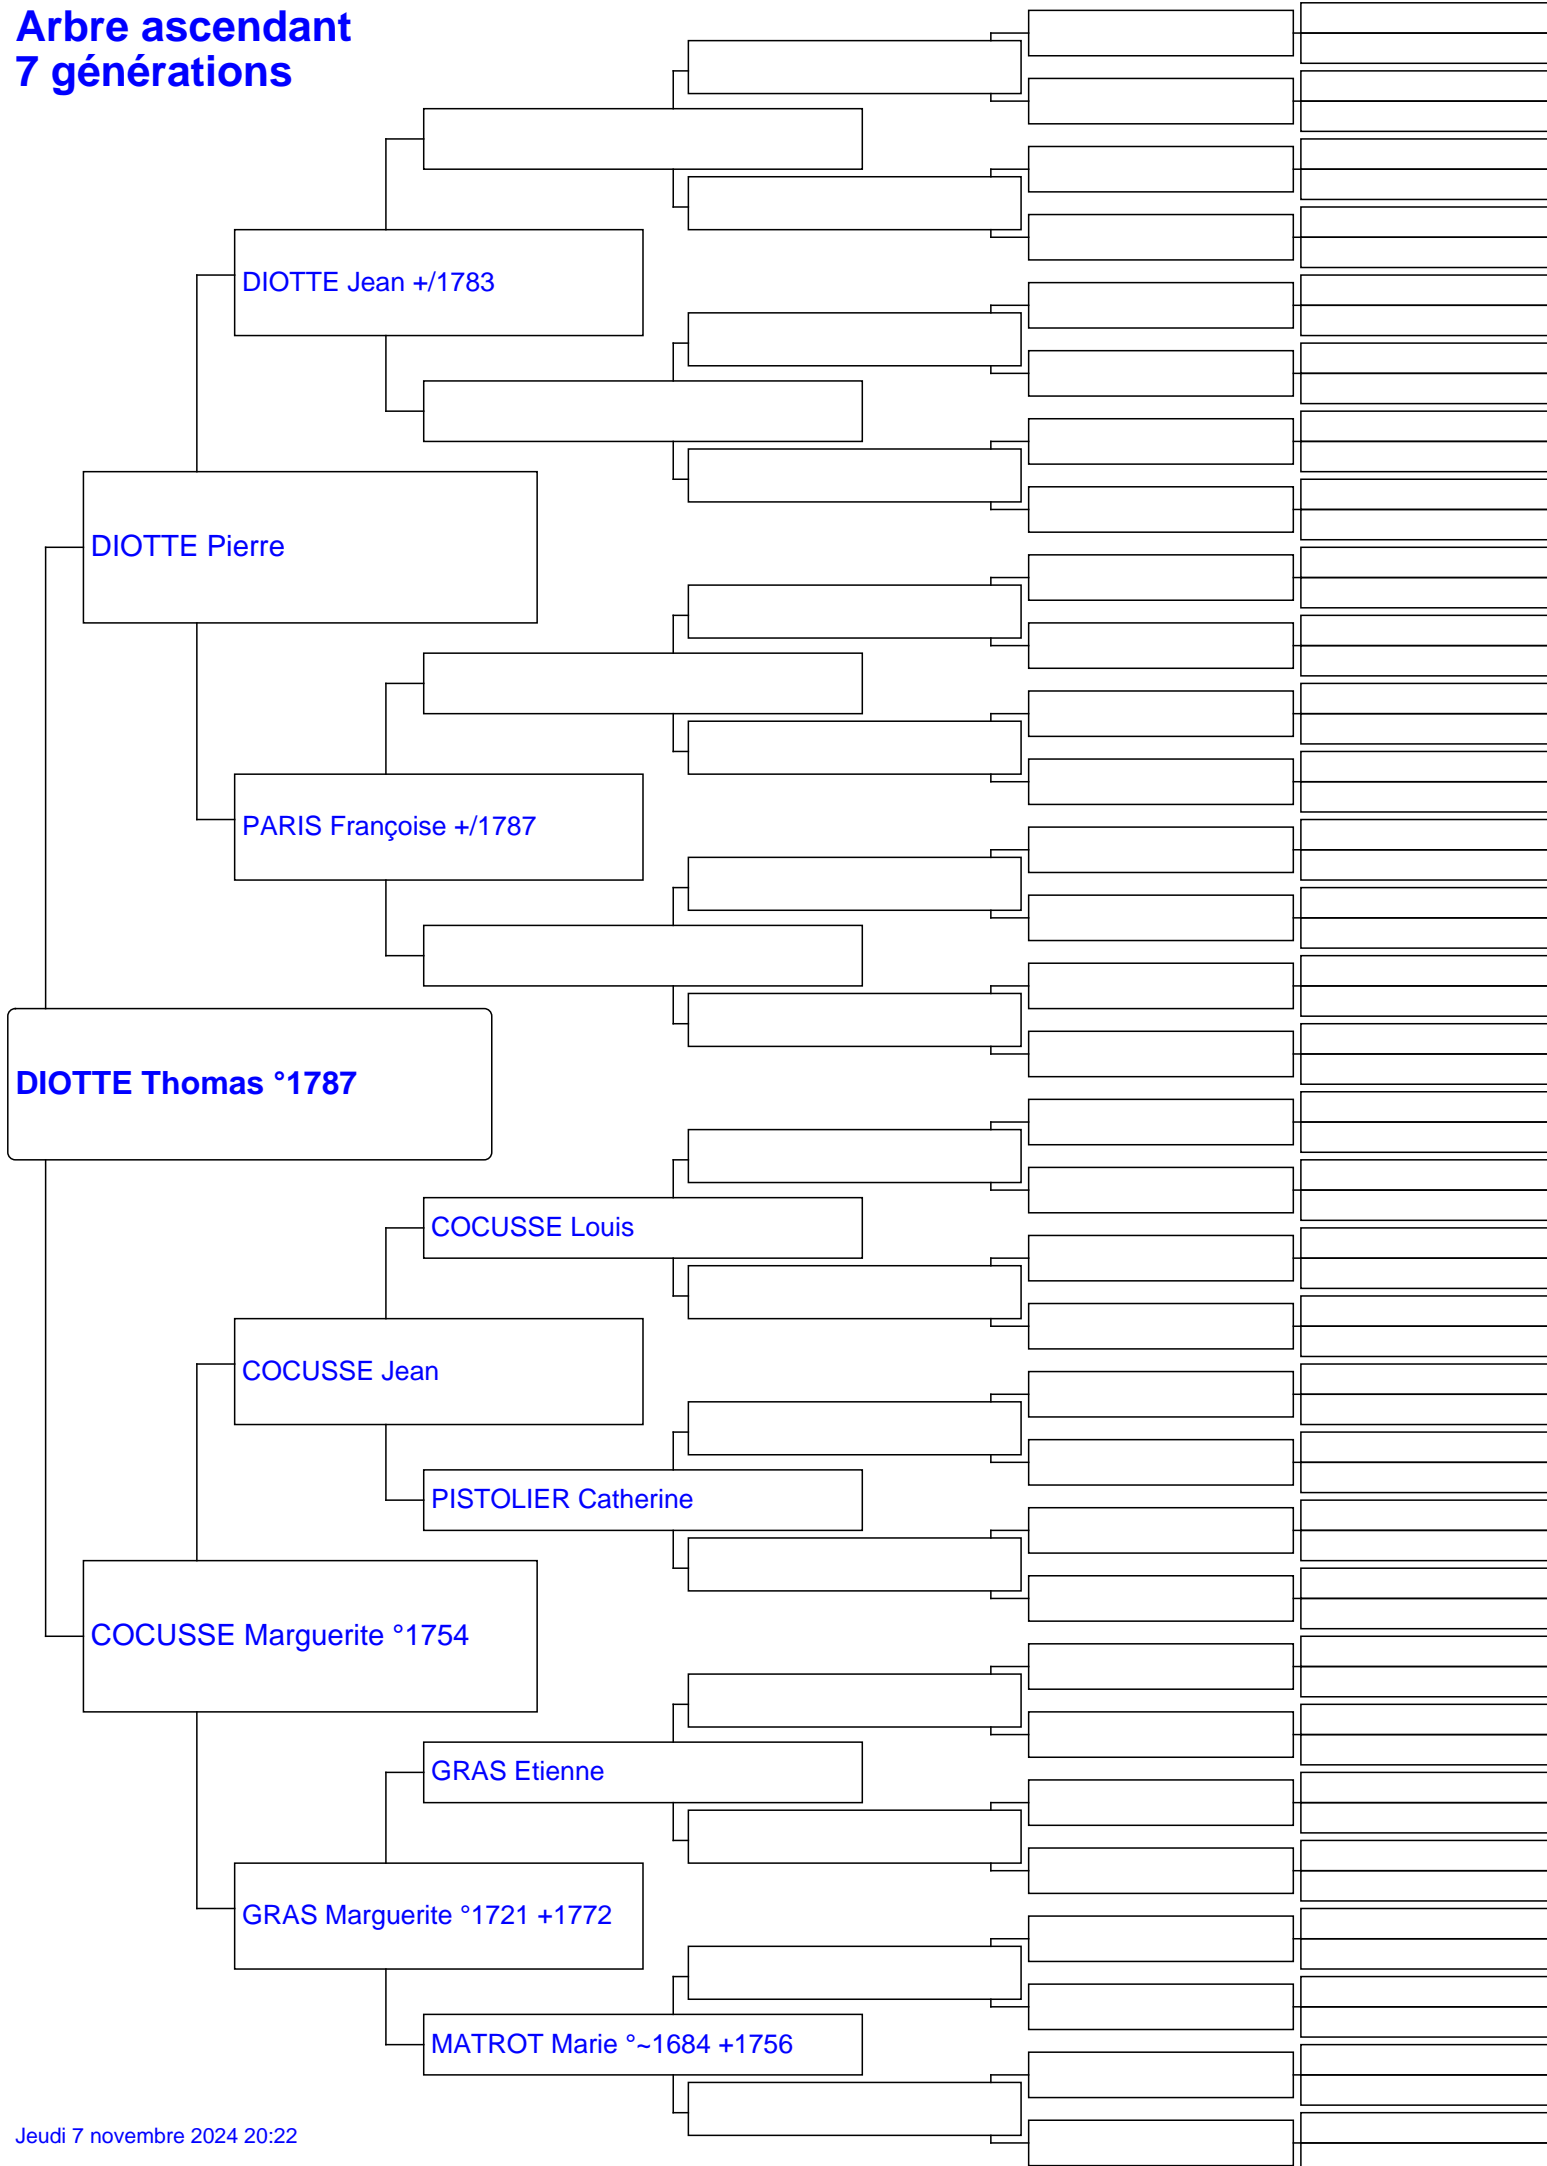 Arbre ascendant
7 générations
DIOTTE Jean +/1783
DIOTTE Pierre
PARIS Françoise +/1787
DIOTTE Thomas °1787
COCUSSE Louis
COCUSSE Jean
PISTOLIER Catherine
COCUSSE Marguerite °1754
GRAS Etienne
GRAS Marguerite °1721 +1772
MATROT Marie °~1684 +1756
Jeudi 7 novembre 2024 20:22